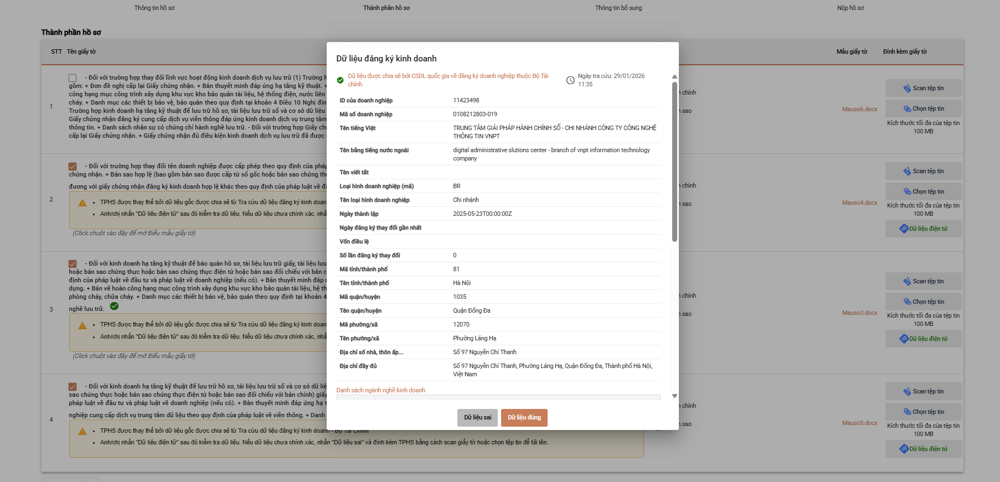 Thông tin hồ sơ
Thành phần hồ sơ
Thông tin bổ sung
Nộp hồ sơ
Thành phần hồ sơ
STT Tên giấy tờ
Mẫu giấy tờ
Đính kèm giấy tờ
1
- Đối với trường hợp thay đổi lĩnh vực hoạt động kinh doanh dịch vụ lưu trữ (1) Trường h
gồm: + Đơn đề nghị cấp lại Giấy chứng nhận. + Bản thuyết minh đáp ứng hạ tầng kỹ thuật. +
công hạng mục công trình xây dựng khu vực kho bảo quản tài liệu, hệ thống điện, nước liên
cháy. + Danh mục các thiết bị bảo vệ, bảo quản theo quy định tại khoản 4 Điều 10 Nghị địn
Trường hợp kinh doanh hạ tầng kỹ thuật để lưu trữ hồ sơ, tài liệu lưu trữ số và cơ sở dữ l
Giấy chứng nhận đăng ký cung cấp dịch vụ viễn thông đáp ứng kinh doanh dịch vụ trung tâm
thông tin. + Danh sách nhân sự có chứng chỉ hành nghề lưu trữ. - Đối với trường hợp Giấy c
cấp lại Giấy chứng nhận. + Giấy chứng nhận đủ điều kiện kinh doanh dịch vụ lưu trữ đã được
chính
sao
Mauso6.docx
Scan tệp tin
Chọn tệp tin
Kích thước tối đa của tệp tin
100 MB
2
- Đối với trường hợp thay đổi tên doanh nghiệp được cấp phép theo quy định của pháp
chứng nhận. + Bản sao hợp lệ (bao gồm bản sao được cấp từ sổ gốc hoặc bản sao chứng th
đương với giấy chứng nhận đăng ký kinh doanh hợp lệ khác theo quy định của pháp luật về đ
• TPHS được thay thế bởi dữ liệu gốc được chia sẻ từ Tra cứu dữ liệu đăng ký kinh doan
• Anh/chị nhấn "Dữ liệu điện tử" sau đó kiểm tra dữ liệu. Nếu dữ liệu chưa chính xác, nhấ
(Click chuột vào đây để mở Biểu mẫu giấy tờ)
chính
sao
Mauso4.docx
Scan tệp tin
Chọn tệp tin
Kích thước tối đa của tệp tin
100 MB
Dữ liệu điện tử
3
- Đối với kinh doanh hạ tầng kỹ thuật để bảo quản hồ sơ, tài liệu lưu trữ giấy, tài liệu lưu
hoặc bản sao chứng thực hoặc bản sao chứng thực điện tử hoặc bản sao đối chiếu với bản c
định của pháp luật về đầu tư và pháp luật về doanh nghiệp (nếu có). + Bản thuyết minh đáp
dựng. + Bản vẽ hoàn công hạng mục công trình xây dựng khu vực kho bảo quản tài liệu, hệ th
phòng cháy, chữa cháy. + Danh mục các thiết bị bảo vệ, bảo quản theo quy định tại khoản 4
nghề lưu trữ.
• TPHS được thay thế bởi dữ liệu gốc được chia sẻ từ Tra cứu dữ liệu đăng ký kinh doan
• Anh/chị nhấn "Dữ liệu điện tử" sau đó kiểm tra dữ liệu. Nếu dữ liệu chưa chính xác, nhấ
(Click chuột vào đây để mở Biểu mẫu giấy tờ)
chính
sao
Mauso3.docx
Scan tệp tin
Chọn tệp tin
Kích thước tối đa của tệp tin
100 MB
Dữ liệu điện tử
4
- Đối với kinh doanh hạ tầng kỹ thuật để lưu trữ hồ sơ, tài liệu lưu trữ số và cơ sở dữ liệ
sao chứng thực hoặc bản sao chứng thực điện tử hoặc bản sao đối chiếu với bản chính) giấy
pháp luật về đầu tư và pháp luật về doanh nghiệp (nếu có). + Bản thuyết minh đáp ứng hạ t
nghiệp cung cấp dịch vụ trung tâm dữ liệu theo quy định của pháp luật về viễn thông. + Danh
• TPHS được thay thế bởi dữ liệu gốc được chia sẻ từ Tra cứu dữ liệu đăng ký kinh doanh - Bộ Tài Chính
• Anh/chị nhấn "Dữ liệu điện tử" sau đó kiểm tra dữ liệu. Nếu dữ liệu chưa chính xác, nhấn "Dữ liệu sai" và đính kèm TPHS bằng cách scan giấy tờ hoặc chọn tệp tin để tải lên.
chính
sao
Mauso5.docx
Scan tệp tin
Chọn tệp tin
Kích thước tối đa của tệp tin
100 MB
Dữ liệu điện tử
Dữ liệu đăng ký kinh doanh
Dữ liệu được chia sẽ bởi CSDL quốc gia về đăng ký doanh nghiệp thuộc Bộ Tài
chính
Ngày tra cứu: 29/01/2026
11:35
ID của doanh nghiệp 11423498
Mã số doanh nghiệp 0108212803-019
Tên tiếng Việt TRUNG TÂM GIẢI PHÁP HÀNH CHÍNH SỐ - CHI NHÁNH CÔNG TY CÔNG NGHỆ
THÔNG TIN VNPT
Tên bằng tiếng nước ngoài digital administrative slutions center - branch of vnpt information technology
company
Tên viết tắt
Loại hình doanh nghiệp (mã) BR
Tên loại hình doanh nghiệp Chi nhánh
Ngày thành lập 2025-05-23T00:00:00Z
Ngày đăng ký thay đổi gần nhất
Vốn điều lệ
Số lần đăng ký thay đổi 0
Mã tỉnh/thành phố 81
Tên tỉnh/thành phố Hà Nội
Mã quận/huyện 1035
Tên quận/huyện Quận Đống Đa
Mã phường/xã 12070
Tên phường/xã Phường Láng Hạ
Địa chỉ số nhà, thôn ấp... Số 97 Nguyễn Chí Thanh
Địa chỉ đầy đủ Số 97 Nguyễn Chí Thanh, Phường Láng Hạ, Quận Đống Đa, Thành phố Hà Nội,
Việt Nam
Danh sách ngành nghề kinh doanh
Dữ liệu sai
Dữ liệu đúng